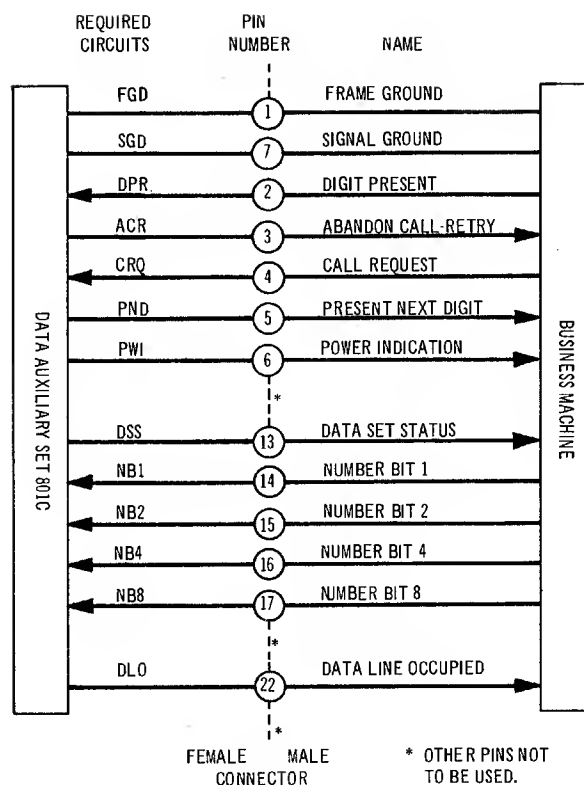 REQUIRED CIRCUITS PIN NUMBER NAME
FGD 1 FRAME GROUND
SGD 7 SIGNAL GROUND
DPR 2 DIGIT PRESENT
ACR 3 ABANDON CALL-RETRY
CRQ 4 CALL REQUEST
PND 5 PRESENT NEXT DIGIT
PWI 6 POWER INDICATION
*
DSS 13 DATA SET STATUS
NB1 14 NUMBER BIT 1
NB2 15 NUMBER BIT 2
NB4 16 NUMBER BIT 4
NB8 17 NUMBER BIT 8
*
DLO 22 DATA LINE OCCUPIED
*
DATA AUXILIARY SET 801C
BUSINESS MACHINE
FEMALE MALE
CONNECTOR
* OTHER PINS NOT
TO BE USED.